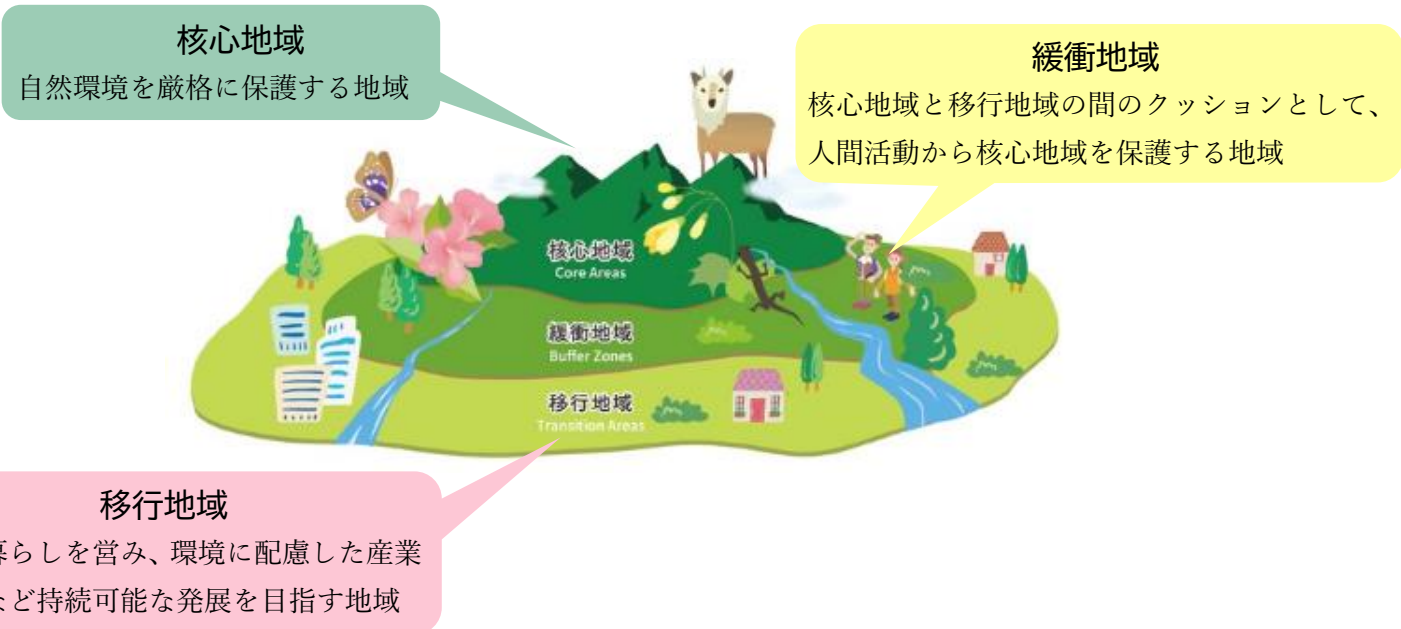 核心地域
自然環境を厳格に保護する地域
緩衝地域
核心地域と移行地域の間のクッションとして、
人間活動から核心地域を保護する地域
核心地域
Core Areas
緩衝地域
Buffer Zones
移行地域
Transition Areas
移行地域
らしを営み、環境に配慮した産業
ど持続可能な発展を目指す地域